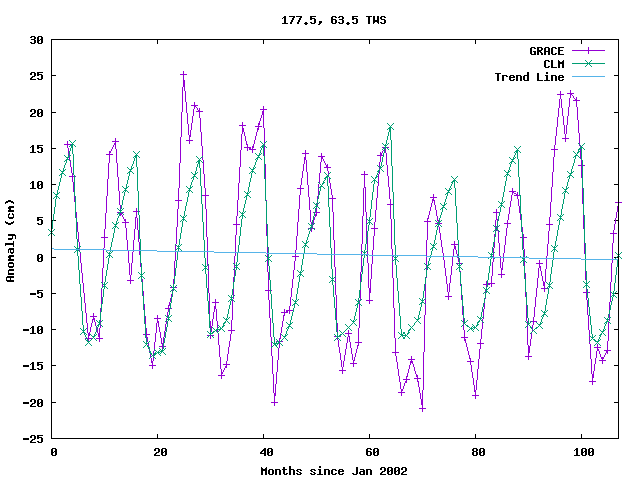 177.5, 63.5 TWS
GRACE
CLM
Trend Line
30
25
20
15
10
5
0
-5
-10
-15
-20
-25
0 20 40 60 80 100
Anomaly (cm)
Months since Jan 2002